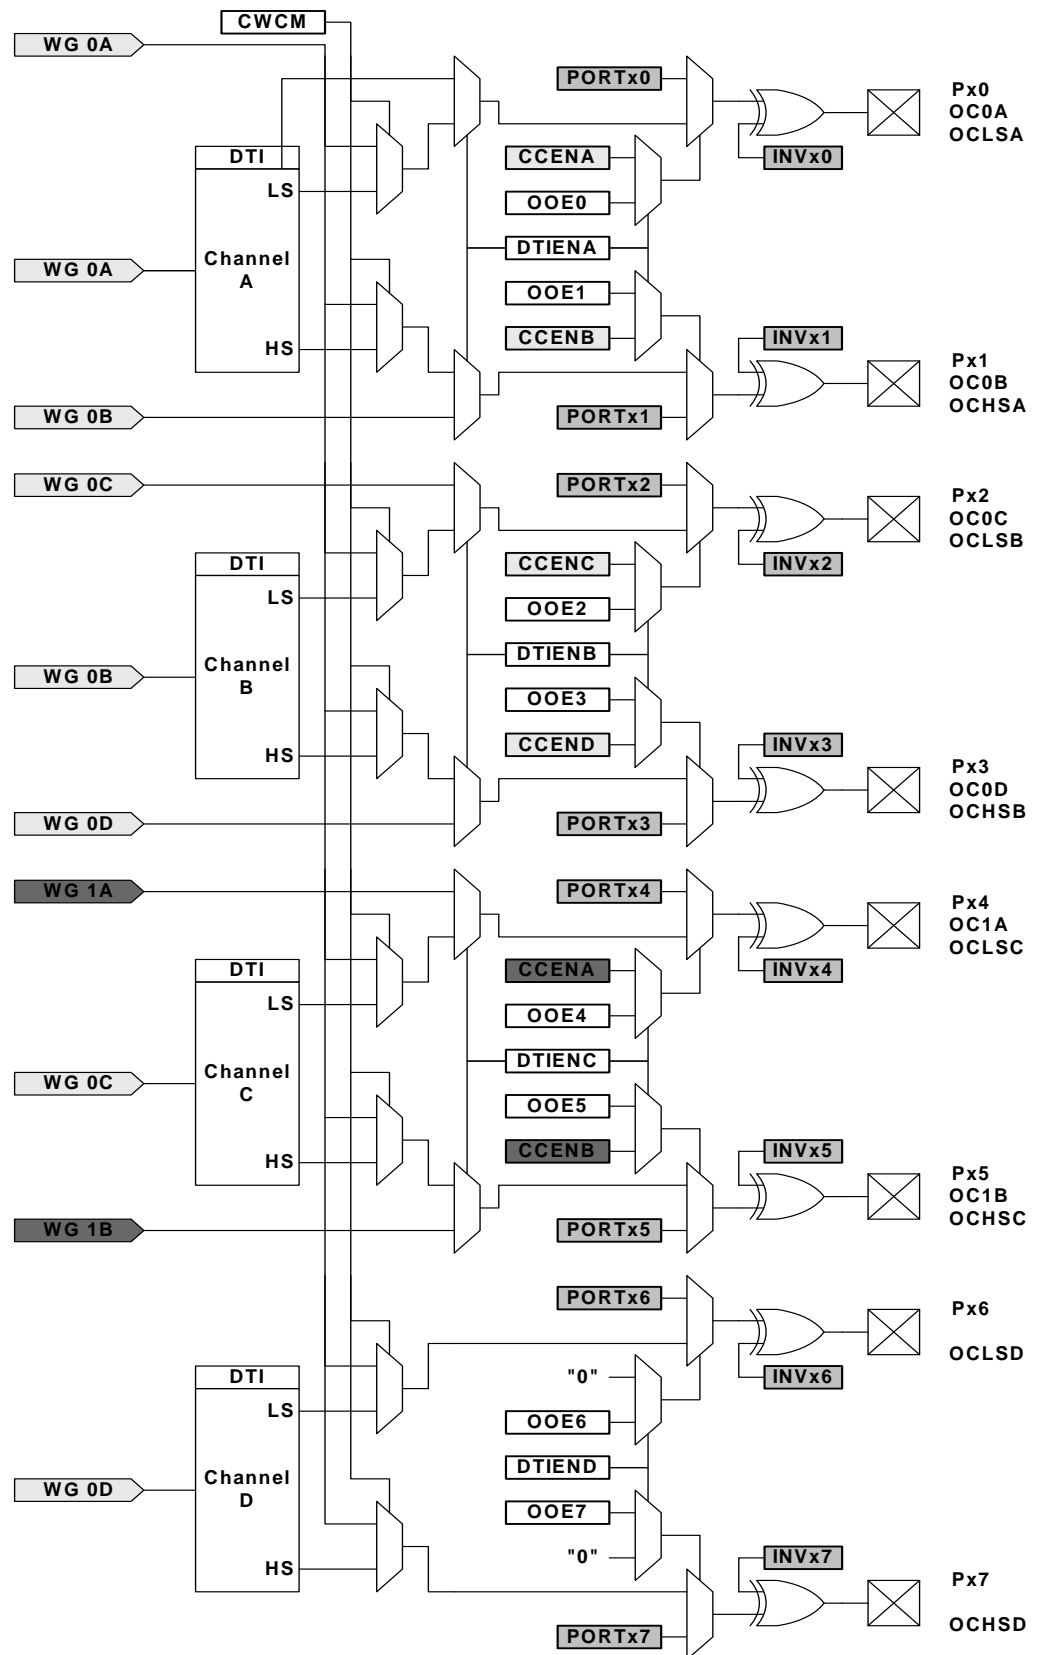 CWCM
WG 0A
PORTx0
Px0
OC0A
OCLSA
DTI
CCENA
INVx0
LS
OOE0
Channel
A
WG 0A
DTIENA
OOE1
HS
CCENB
INVx1
Px1
OC0B
OCHSA
WG 0B
PORTx1
WG 0C
PORTx2
Px2
OC0C
OCLSB
DTI
CCENC
INVx2
LS
OOE2
Channel
B
WG 0B
DTIENB
OOE3
HS
CCEND
INVx3
Px3
OC0D
OCHSB
WG 0D
PORTx3
WG 1A
PORTx4
Px4
OC1A
OCLSC
DTI
CCENA
INVx4
LS
OOE4
Channel
C
WG 0C
DTIENC
OOE5
HS
CCENB
INVx5
Px5
OC1B
OCHSC
WG 1B
PORTx5
PORTx6
Px6
OCLSD
DTI
"0"
INVx6
LS
OOE6
Channel
D
WG 0D
DTIEND
OOE7
HS
"0"
INVx7
Px7
OCHSD
PORTx7